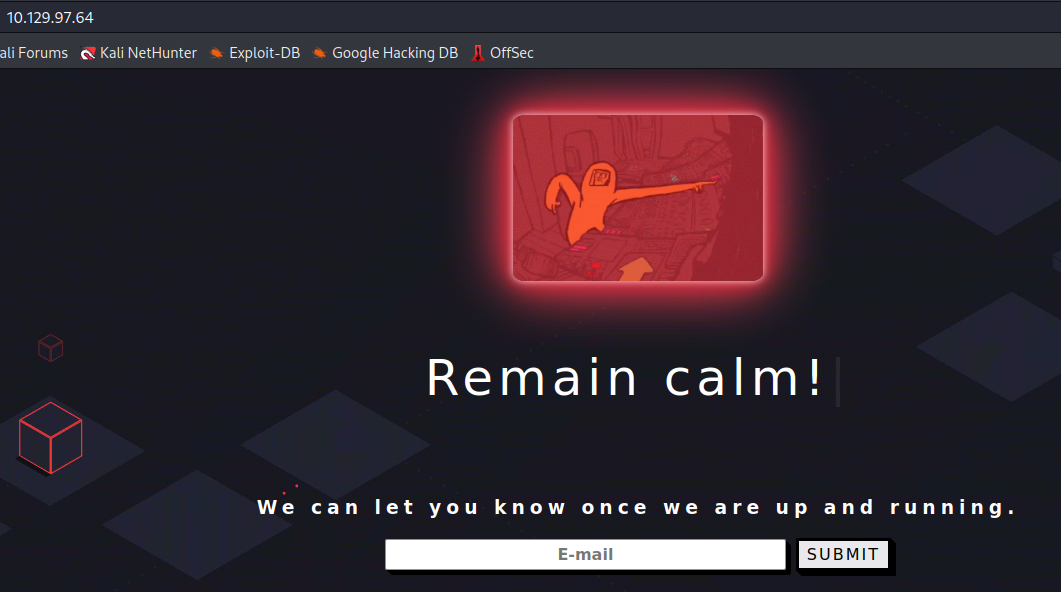 10.129.97.64
ali Forums Kali NetHunter Exploit-DB Google Hacking DB OffSec
Remain calm!
We can let you know once we are up and running.
E-mail SUBMIT